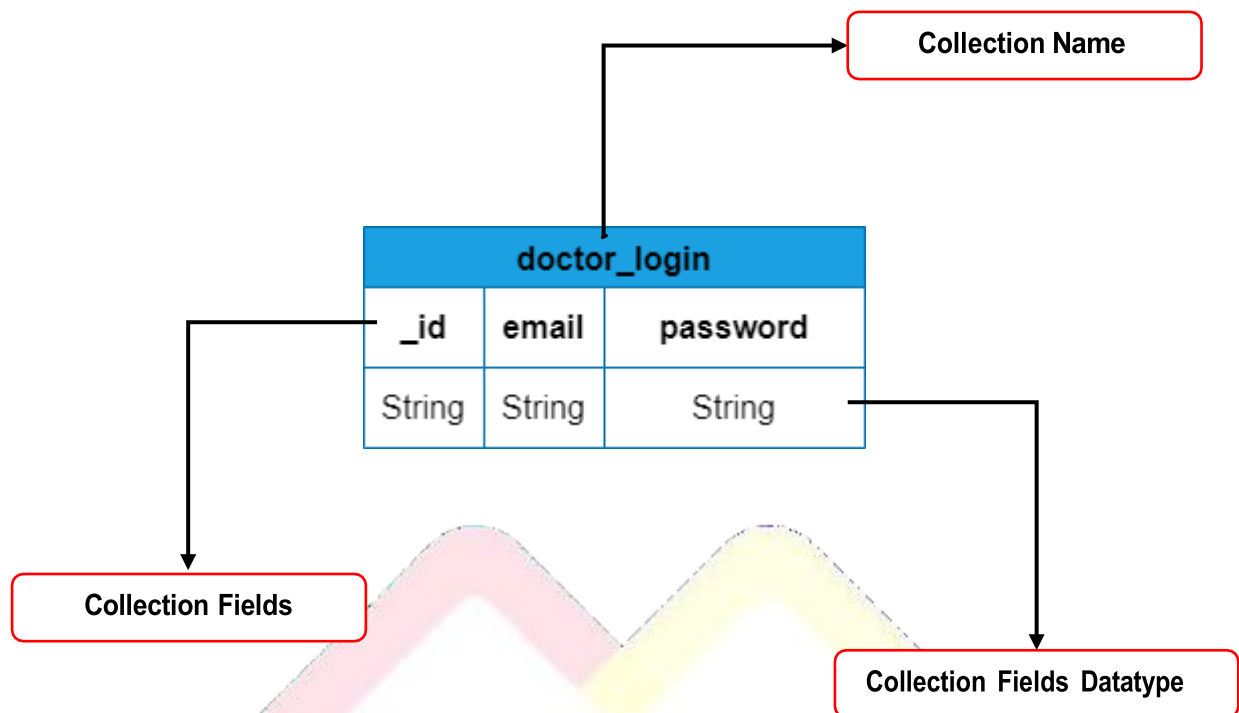 Collection Name
doctor_login
_id email password
String String String
Collection Fields
Collection Fields Datatype